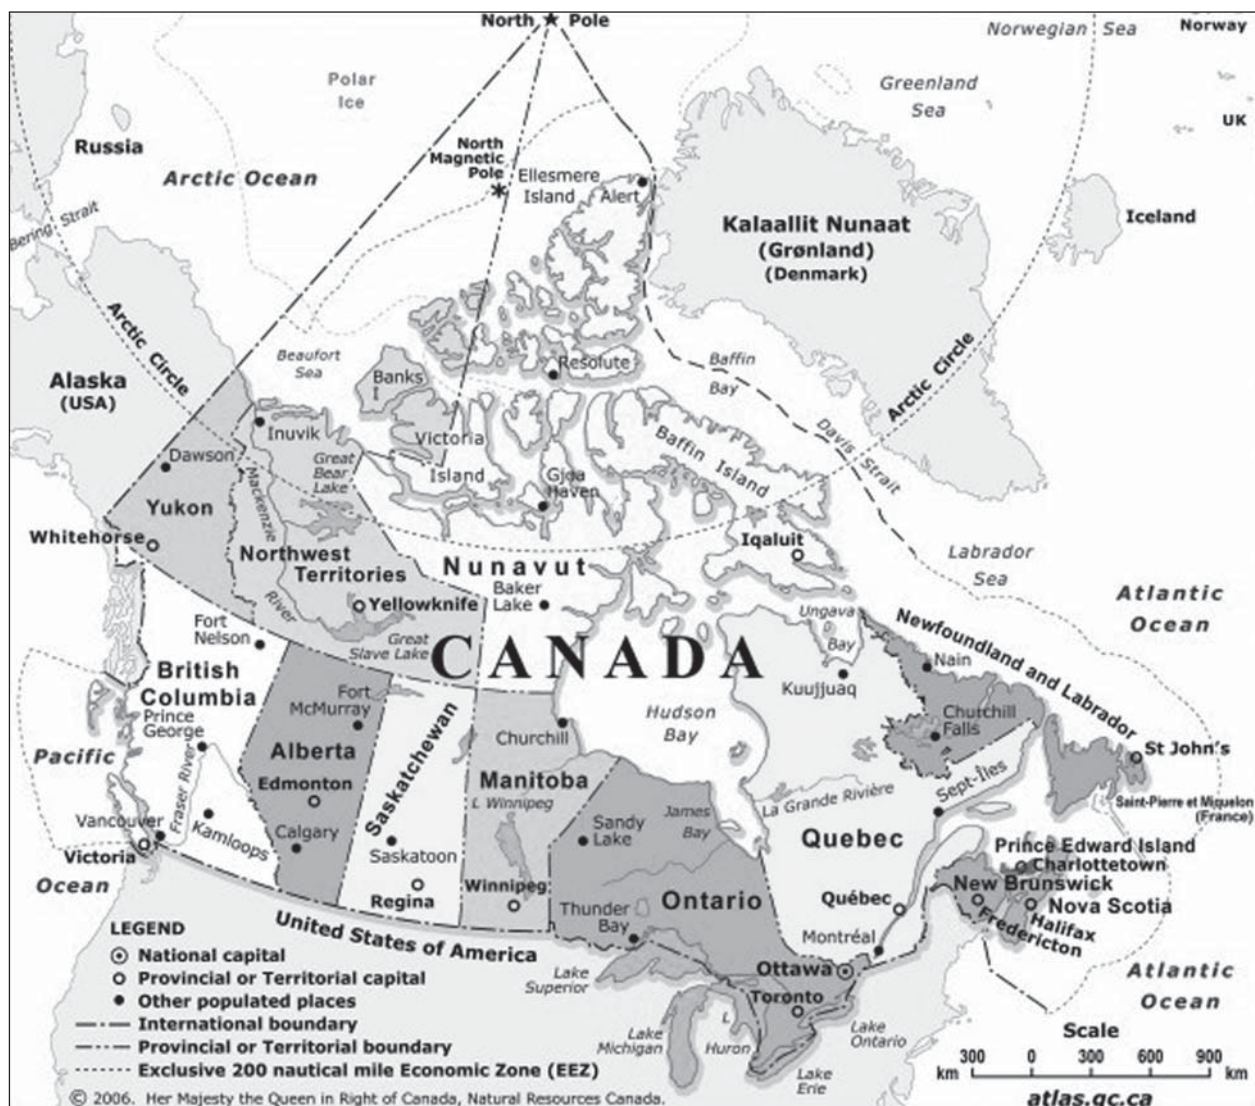 North Pole
Norwegian Sea
Norway
Polar
Ice
Greenland
Sea
UK
Russia
North
Magnetic
Pole
Ellesmere
Island
Alert
Arctic Ocean
Bering Strait
Kalaallit Nunaat
(Grønland)
(Denmark)
Iceland
Arctic Circle
Beaufort
Sea
Resolute
Baffin
Bay
Arctic Circle
Alaska
(USA)
Banks
I
Inuvik
Victoria
Island
Baffin Island
Davis Strait
Dawson
Great
Bear
Lake
Gjoa
Haven
Mackenzie
River
Yukon
Whitehorse
Northwest
Territories
Nunavut
Iqaluit
Labrador
Sea
Baker
Lake
Yellowknife
Atlantic
Ocean
Fort
Nelson
Great
Slave Lake
Ungava
Bay
Newfoundland and Labrador
CANADA
British
Columbia
Nain
Kuujjuaq
Fort
McMurray
Prince
George
Hudson
Bay
Churchill
Churchill
Falls
Pacific
Ocean
Alberta
Saskatchewan
Manitoba
St John's
Edmonton
L Winnipeg
La Grande Rivière
Sept-Îles
Saint-Pierre et Miquelon
(France)
Fraser River
Vancouver
Kamloops
Calgary
Sandy
Lake
James
Bay
Quebec
Victoria
Saskatoon
Prince Edward Island
Charlottetown
Regina
Winnipeg
Ontario
Québec
New Brunswick
Nova Scotia
Halifax
Fredericton
Thunder
Bay
Montréal
United States of America
Ottawa
Toronto
Lake
Superior
Lake
Michigan
L
Huron
Lake
Ontario
Lake
Erie
Atlantic
Ocean
LEGEND
National capital
Provincial or Territorial capital
Other populated places
International boundary
Provincial or Territorial boundary
Exclusive 200 nautical mile Economic Zone (EEZ)
Scale
300 0 300 600 900
km km
© 2006. Her Majesty the Queen in Right of Canada, Natural Resources Canada.
atlas.gc.ca